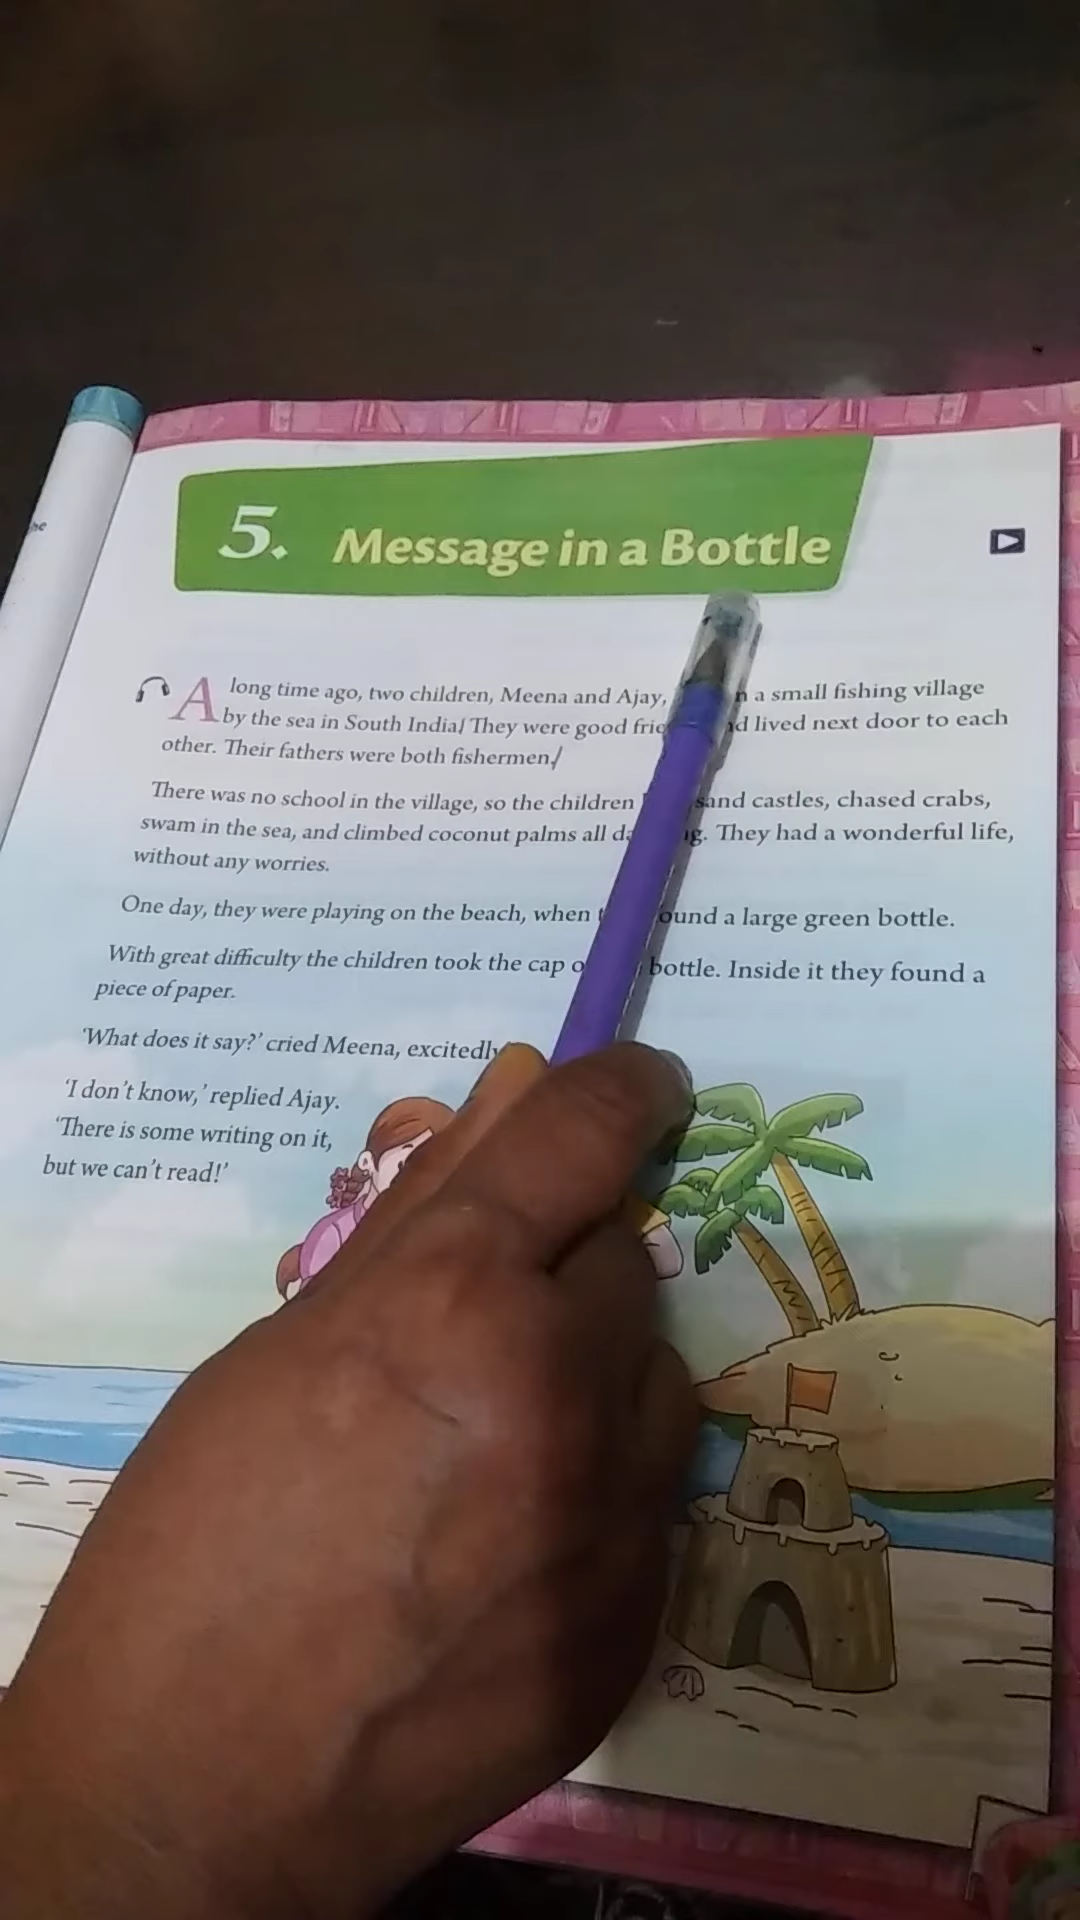 he
5. Message in a Bottle
A long time ago, two children, Meena and Ajay, a small fishing village
by the sea in South India/ They were good lived next door to each
other. Their fathers were both fishermen./
There was no school in the village, so the children sand castles, chased crabs,
swam in the sea, and climbed coconut palms all They had a wonderful life,
without any worries.
One day, they were playing on the beach, when a large green bottle.
With great difficulty the children took the cap bottle. Inside it they found a
piece of paper.
'What does it say?' cried Meena, excitedly
'I don't know,' replied Ajay.
'There is some writing on it,
but we can't read!'